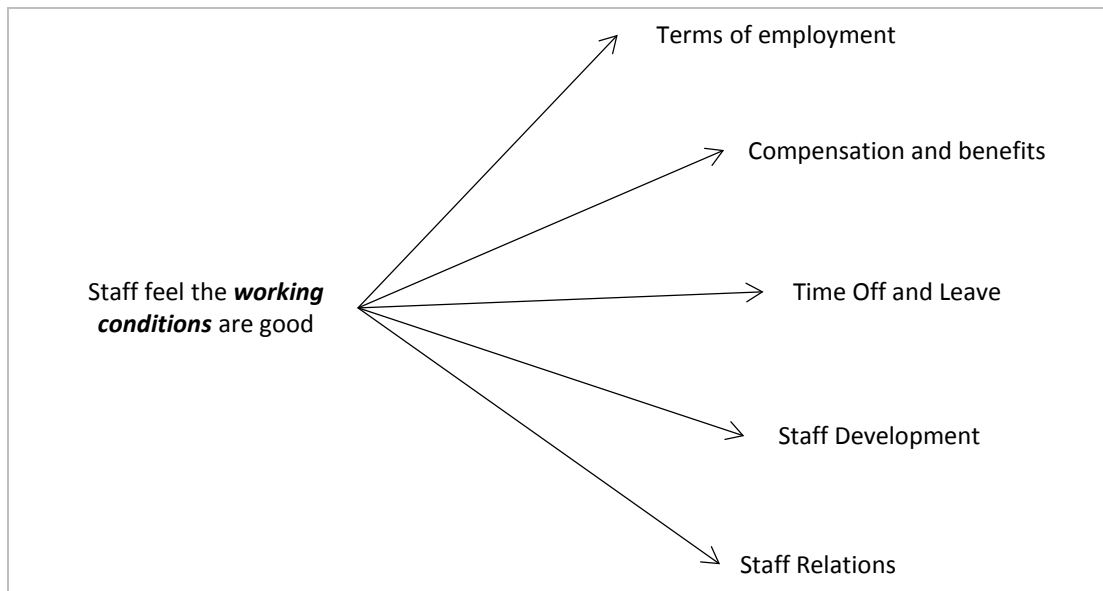 Terms of employment
Compensation and benefits
Staff feel the working
conditions are good
Time Off and Leave
Staff Development
Staff Relations